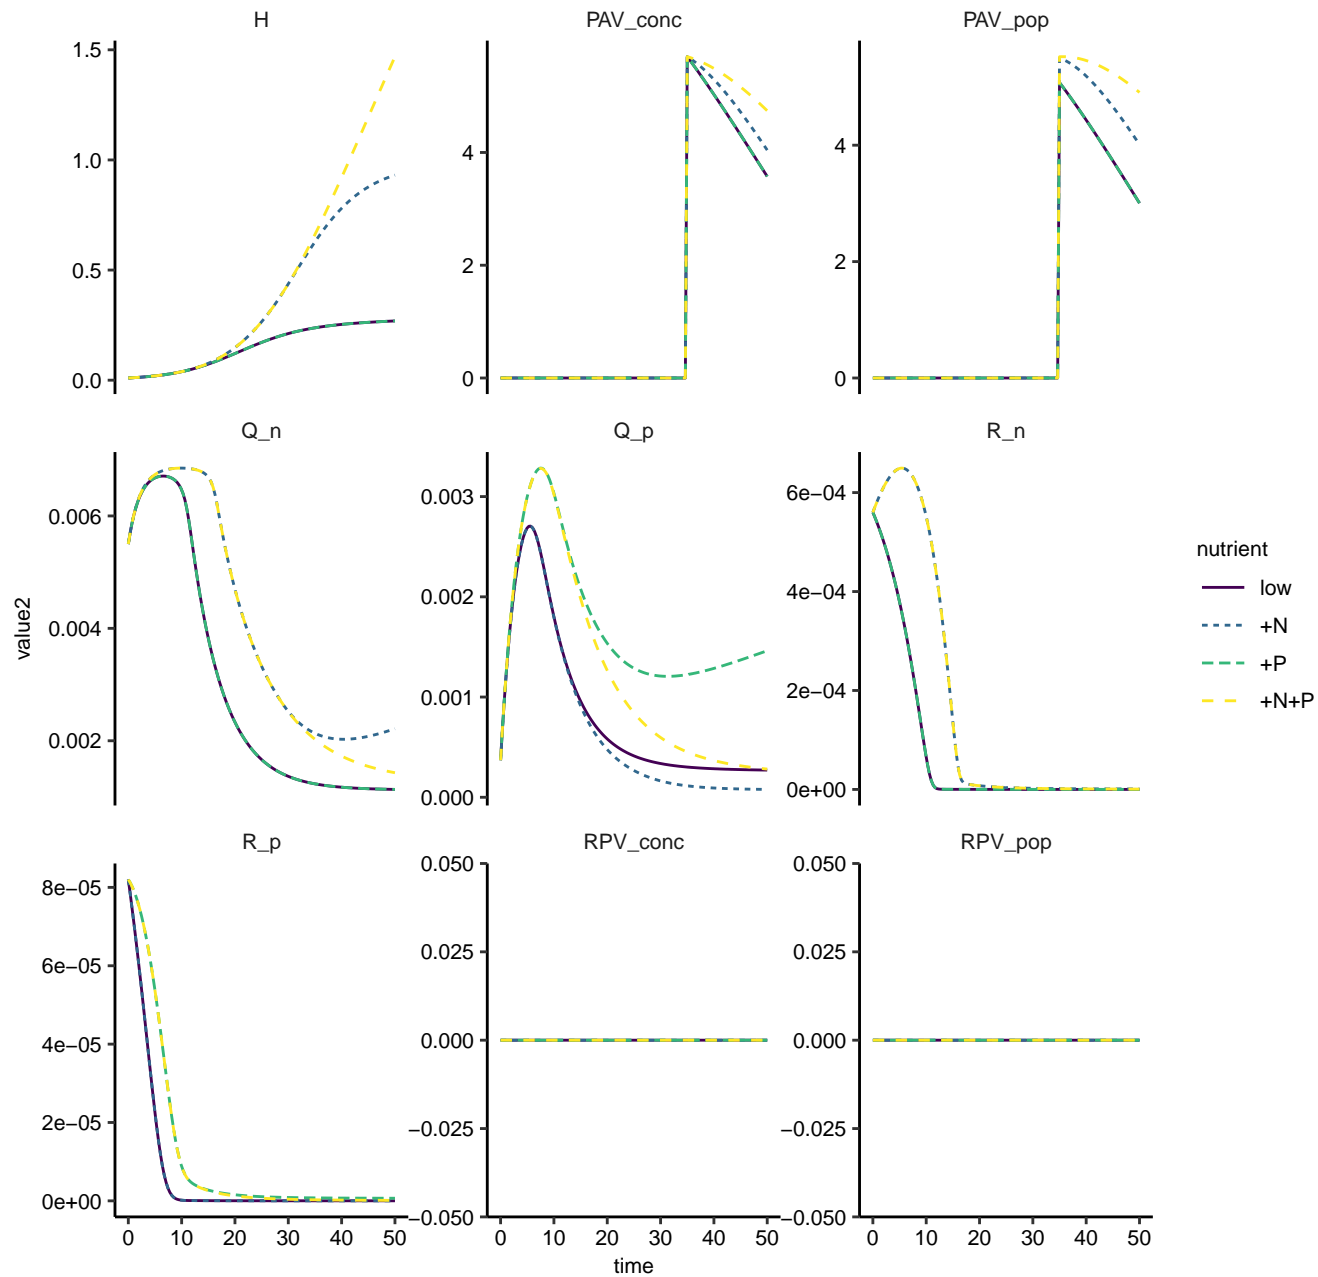 H
PAV_conc
PAV_pop
1.5
1.0
0.5
0.0
4
2
0
4
2
0
Q_n
Q_p
R_n
0.006
0.004
0.002
0.003
0.002
0.001
0.000
6e−04
4e−04
2e−04
0e+00
R_p
RPV_conc
RPV_pop
8e−05
6e−05
4e−05
2e−05
0e+00
0.050
0.025
0.000
−0.025
−0.050
0.050
0.025
0.000
−0.025
−0.050
0 10 20 30 40 50
0 10 20 30 40 50
0 10 20 30 40 50
time
value2
nutrient
low
+N
+P
+N+P